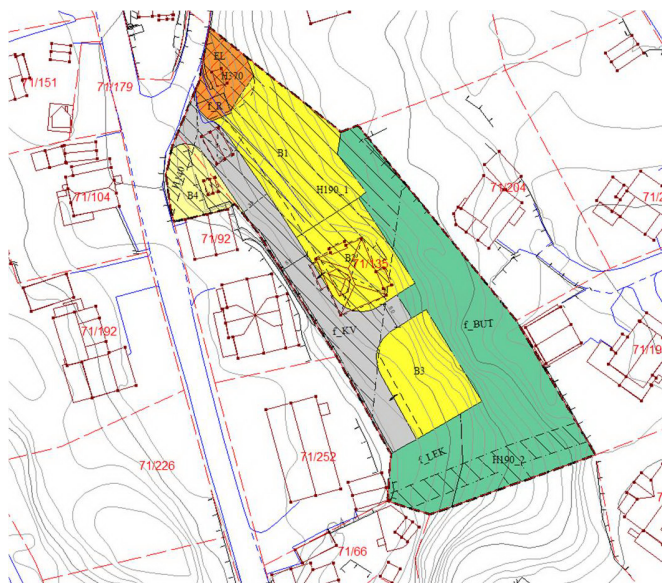 EL
71/151
H370
71/179
f_R
B1
H190_1
B4
71/104
71/204
71/92
B2
71/135
f_KV
f_BUT
71/192
B3
71/252
f_LEK
H190_2
71/226
71/66